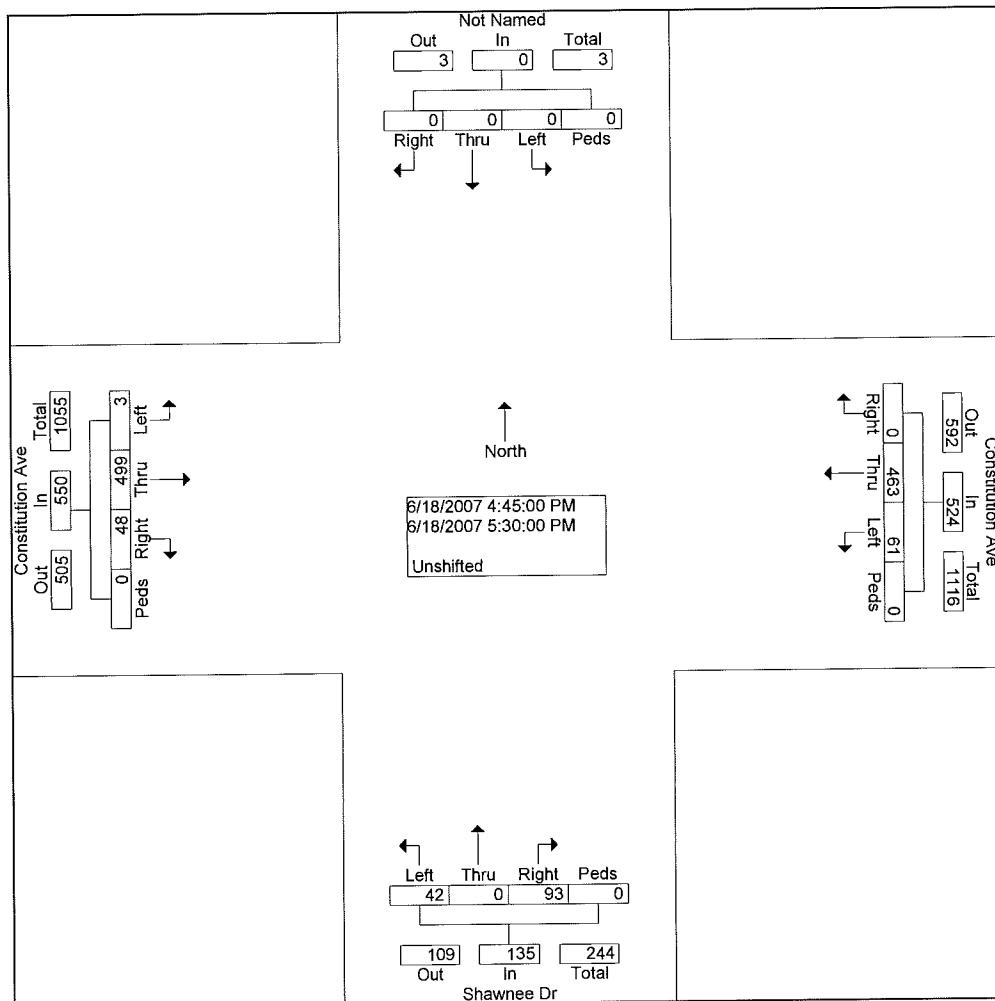 Not Named
Out In Total
3 0 3
0 0 0 0
Right Thru Left Peds
Constitution Ave
Total In Out
1055 550 505
3 499 48 0
Left Thru Right Peds
North
6/18/2007 4:45:00 PM
6/18/2007 5:30:00 PM
Unshifted
Right Thru Left Peds
0 463 61 0
592 524 1116
Out In Total
Constitution Ave
Left Thru Right Peds
42 0 93 0
109 135 244
Out In Total
Shawnee Dr